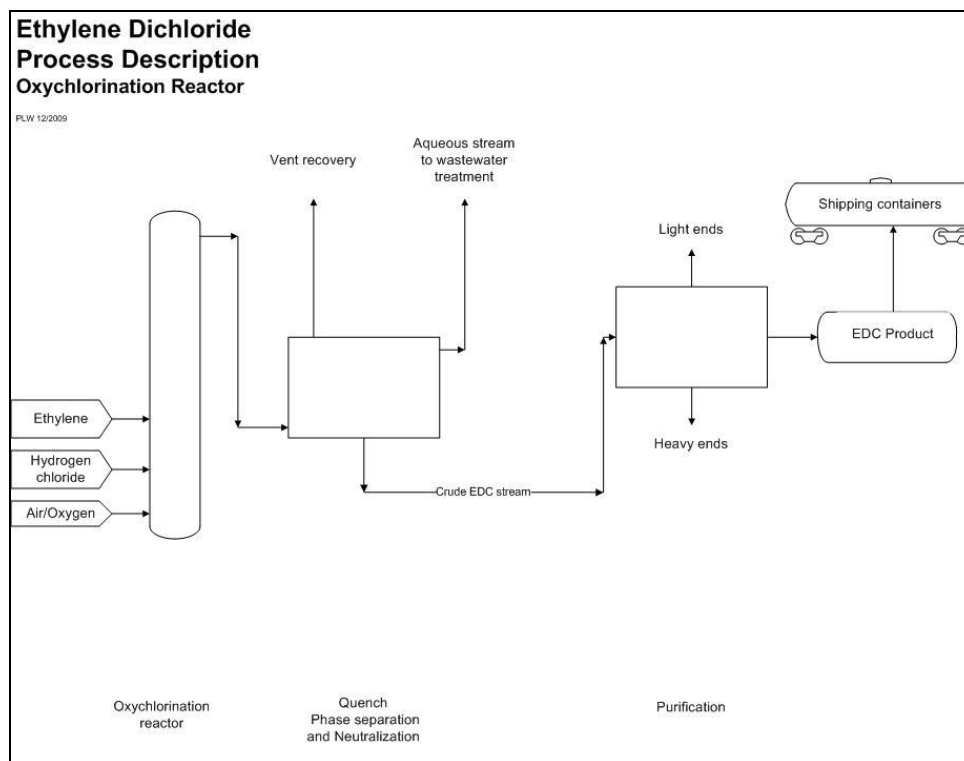 Ethylene Dichloride
Process Description
Oxychlorination Reactor
PLW 12/2009
Vent recovery
Aqueous stream
to wastewater
treatment
Shipping containers
Light ends
EDC Product
Ethylene
Heavy ends
Hydrogen
chloride
Crude EDC stream
Air/Oxygen
Oxychlorination
reactor
Quench
Phase separation
and Neutralization
Purification